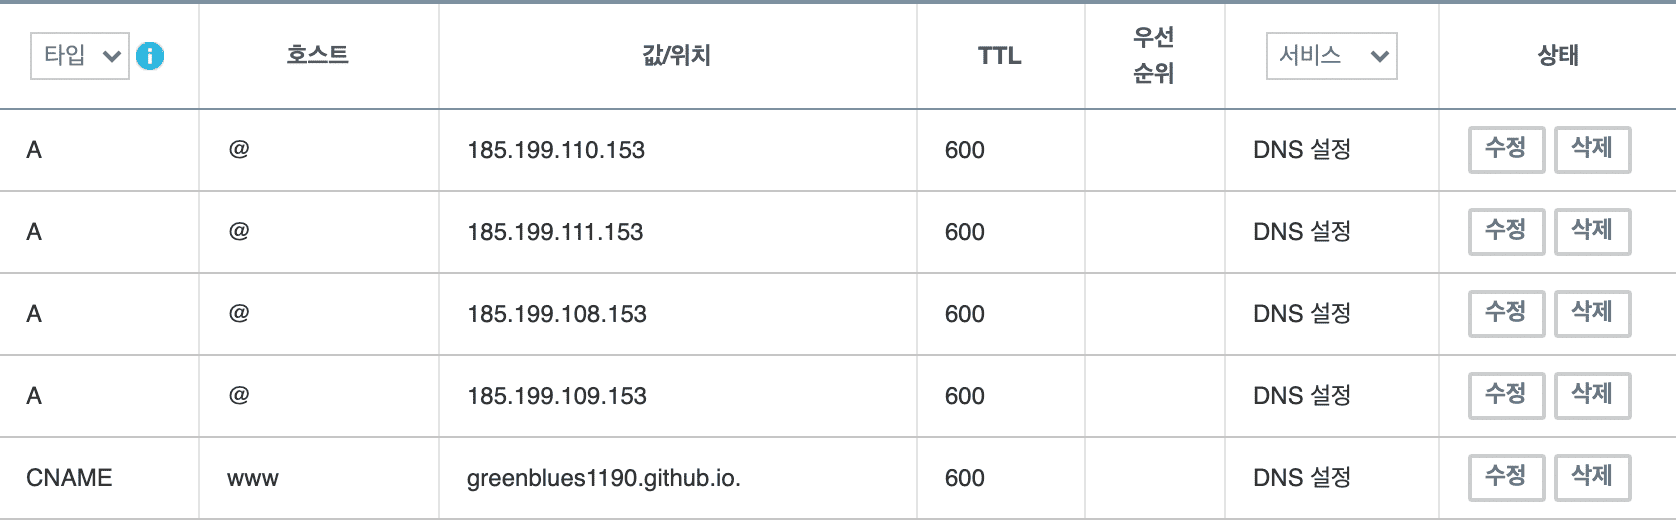 타입 호스트 값/위치 TTL 우선 순위 서비스 상태
A @ 185.199.110.153 600 DNS 설정 수정 삭제
A @ 185.199.111.153 600 DNS 설정 수정 삭제
A @ 185.199.108.153 600 DNS 설정 수정 삭제
A @ 185.199.109.153 600 DNS 설정 수정 삭제
CNAME www greenblues1190.github.io. 600 DNS 설정 수정 삭제